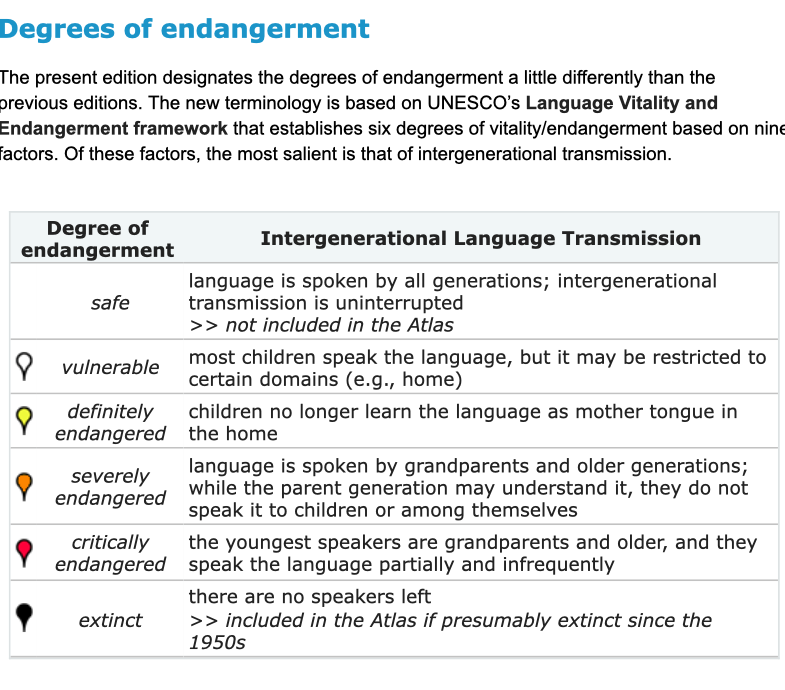 Degrees of endangerment
The present edition designates the degrees of endangerment a little differently than the
previous editions. The new terminology is based on UNESCO's Language Vitality and
Endangerment framework that establishes six degrees of vitality/endangerment based on nine
factors. Of these factors, the most salient is that of intergenerational transmission.
Degree of
endangerment
Intergenerational Language Transmission
safe
language is spoken by all generations; intergenerational
transmission is uninterrupted
>> not included in the Atlas
vulnerable
most children speak the language, but it may be restricted to
certain domains (e.g., home)
definitely
endangered
children no longer learn the language as mother tongue in
the home
severely
endangered
language is spoken by grandparents and older generations;
while the parent generation may understand it, they do not
speak it to children or among themselves
critically
endangered
the youngest speakers are grandparents and older, and they
speak the language partially and infrequently
extinct
there are no speakers left
>> included in the Atlas if presumably extinct since the
1950s